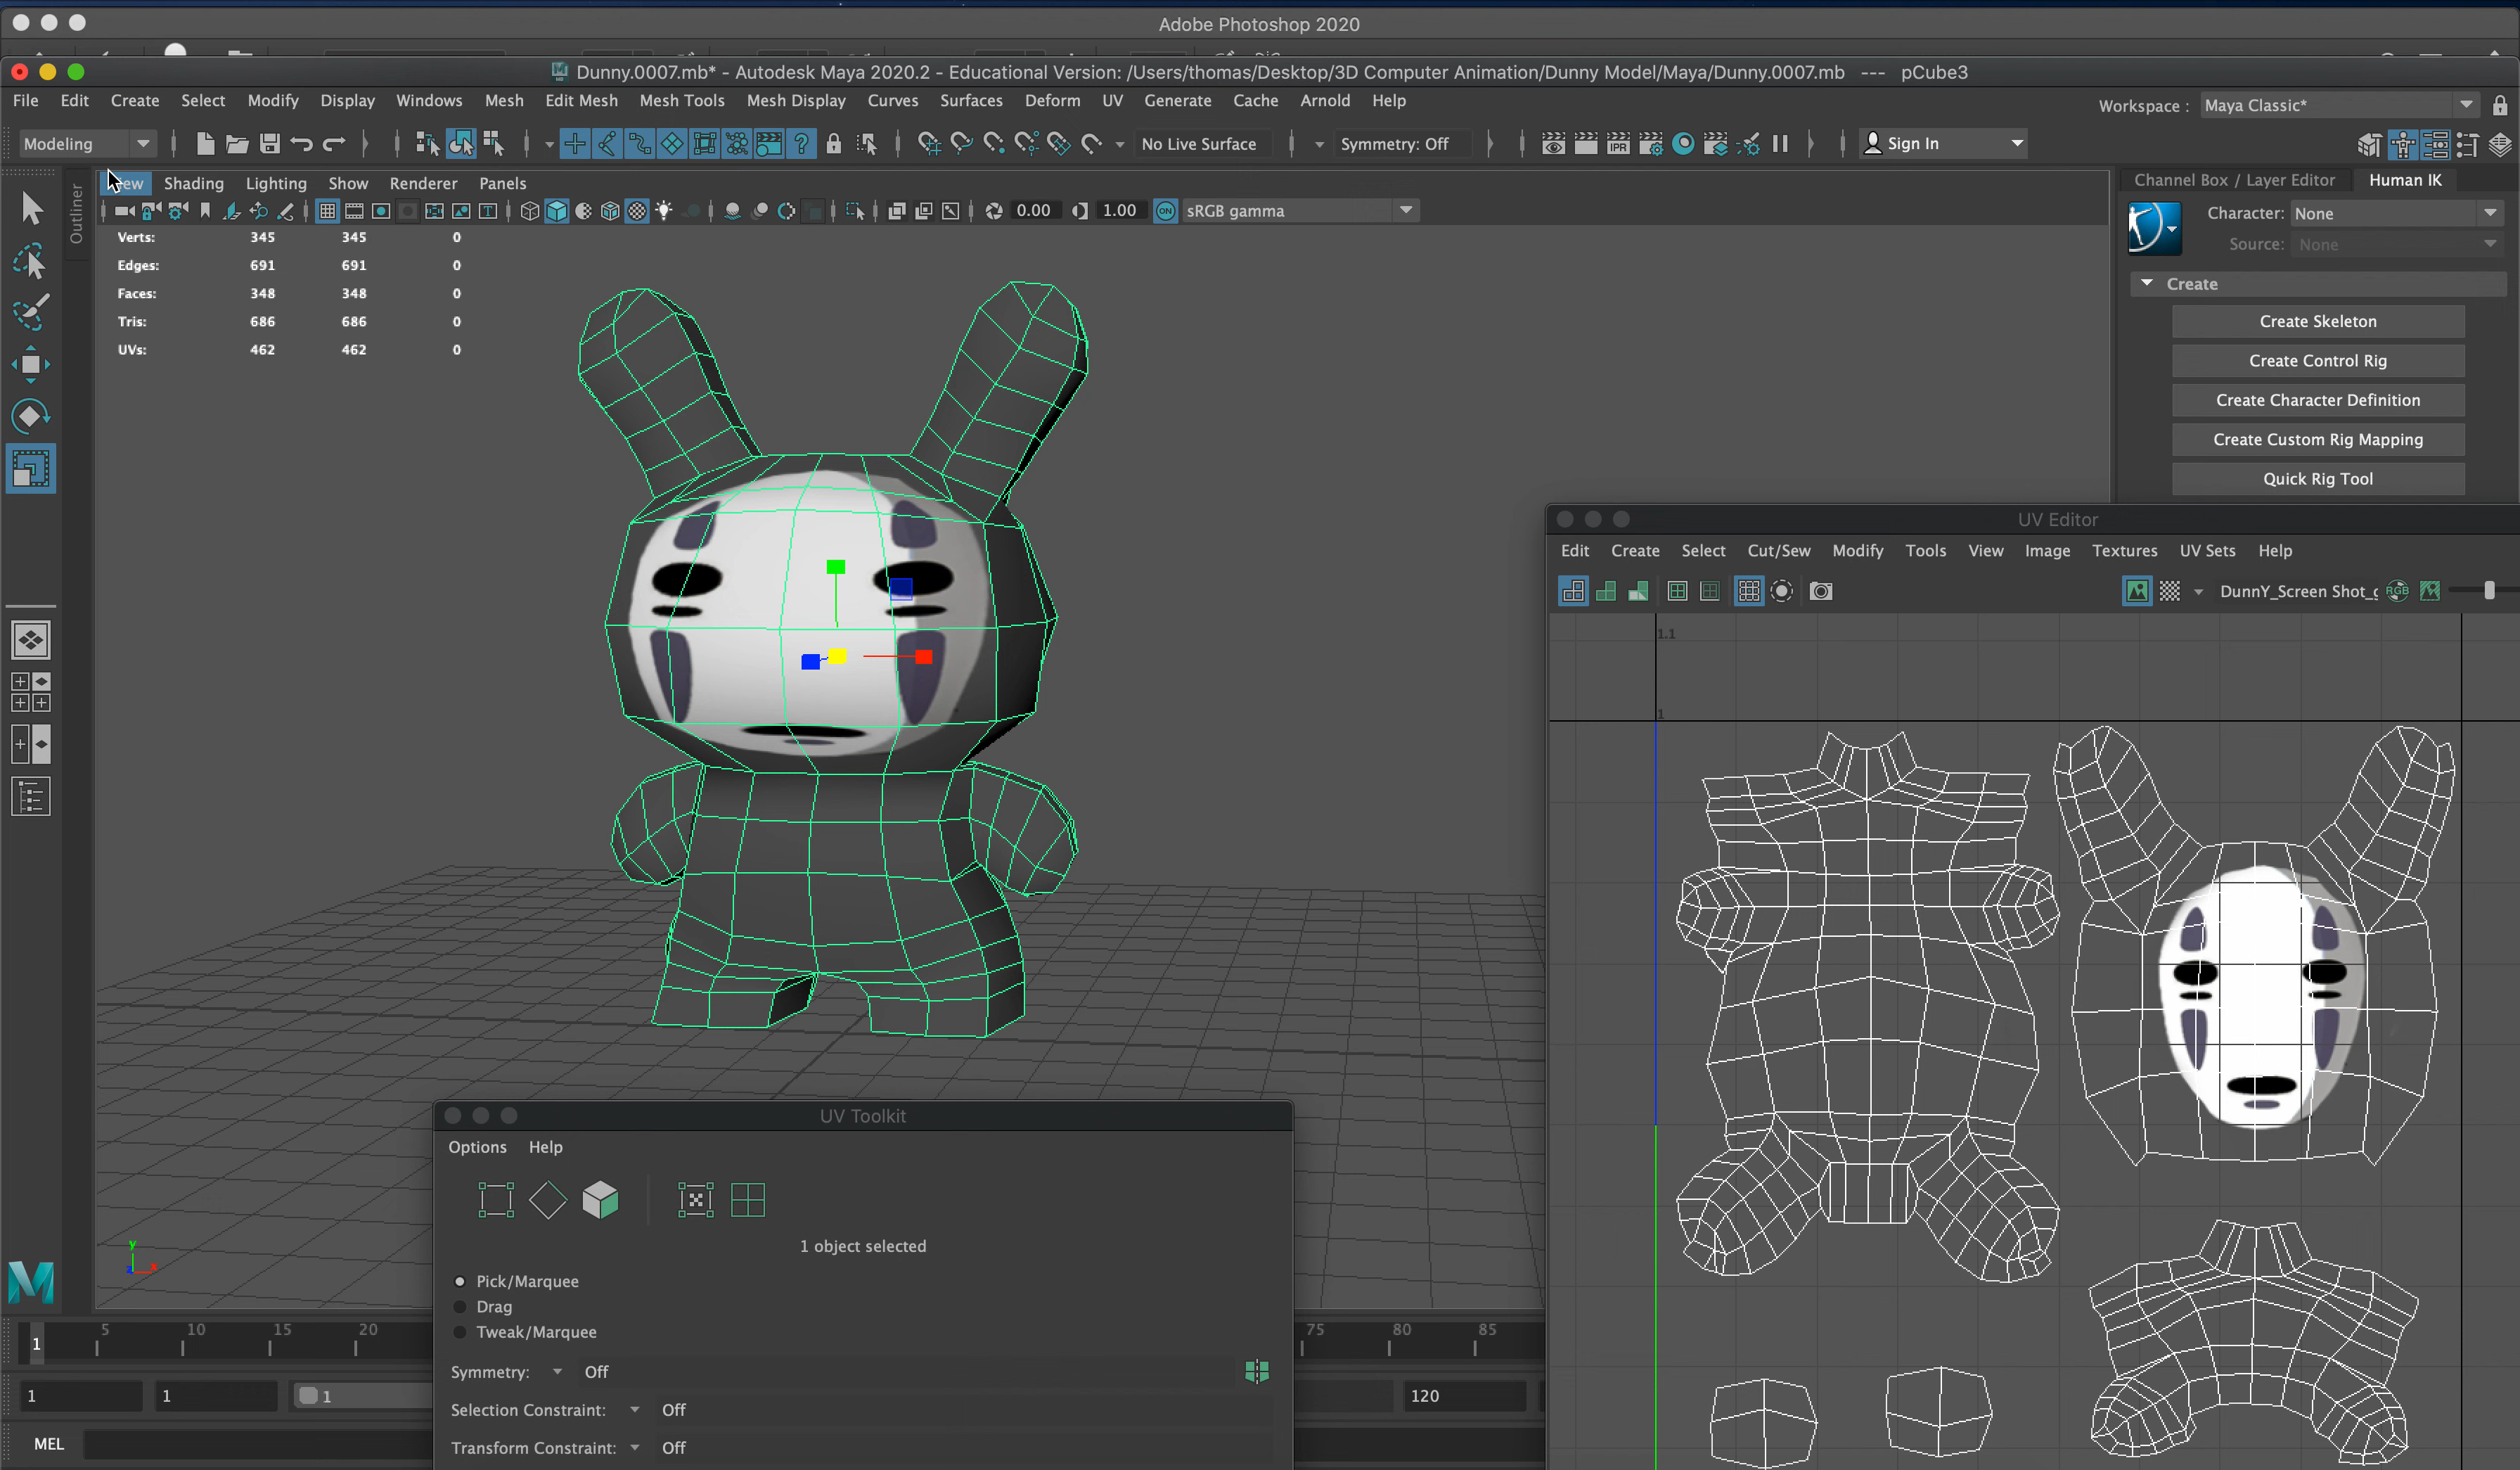 Adobe Photoshop 2020
Dunny.0007.mb* - Autodesk Maya 2020.2 - Educational Version: /Users/thomas/Desktop/3D Computer Animation/Dunny Model/Maya/Dunny.0007.mb --- pCube3
File Edit Create Select Modify Display Windows Mesh Edit Mesh Mesh Tools Mesh Display Curves Surfaces Deform UV Generate Cache Arnold Help
Workspace : Maya Classic*
Modeling No Live Surface Symmetry: Off Sign In
IPR
Outliner
Shading Lighting Show Renderer Panels
Channel Box / Layer Editor Human IK
0.00 1.00 ON sRGB gamma
Character: None
Source: None
Verts: 345 345 0
Edges: 691 691 0
Faces: 348 348 0
Tris: 686 686 0
UVs: 462 462 0
Create
Create Skeleton
Create Control Rig
Create Character Definition
Create Custom Rig Mapping
Quick Rig Tool
UV Editor
Edit Create Select Cut/Sew Modify Tools View Image Textures UV Sets Help
DunnY_Screen Shot_ RGB
1.1
1
UV Toolkit
Options Help
1 object selected
Pick/Marquee
Drag
Tweak/Marquee
Symmetry: Off
Selection Constraint: Off
Transform Constraint: Off
y
z x
M
1 5 10 15 20 75 80 85
1 1 1 120
MEL